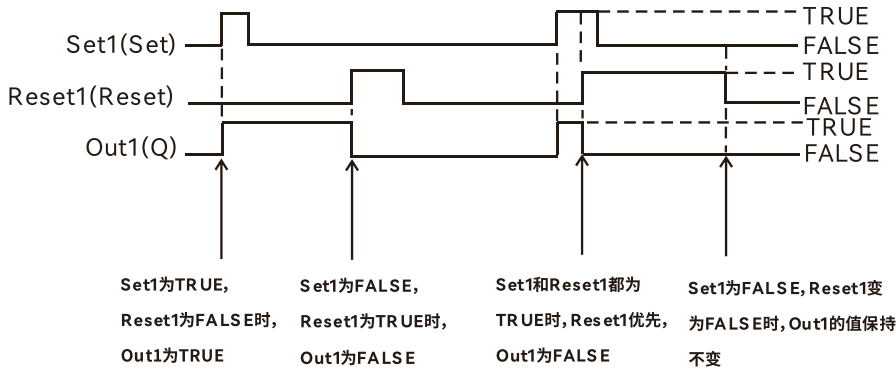 Set1(Set)
TRUE
FALSE
Reset1(Reset)
TRUE
FALSE
Out1(Q)
TRUE
FALSE
Set1为TRUE,
Reset1为FALSE时,
Out1为TRUE
Set1为FALSE,
Reset1为TRUE时,
Out1为FALSE
Set1和Reset1都为
TRUE时, Reset1优先,
Out1为FALSE
Set1为FALSE, Reset1变
为FALSE时, Out1的值保持
不变